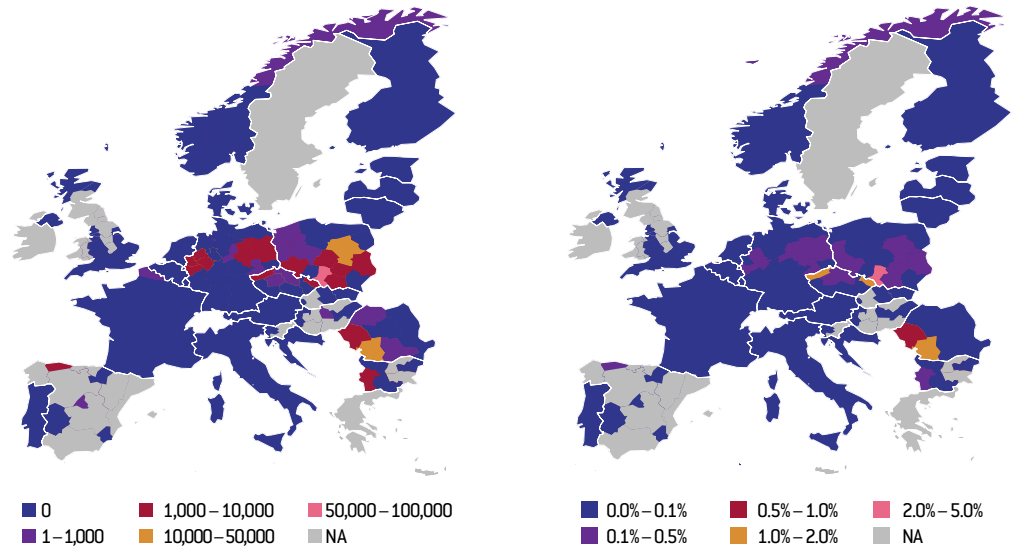 0 1,000 – 10,000 50,000 – 100,000
1 – 1,000 10,000 – 50,000 NA
0.0% – 0.1% 0.5% – 1.0% 2.0% – 5.0%
0.1% – 0.5% 1.0% – 2.0% NA